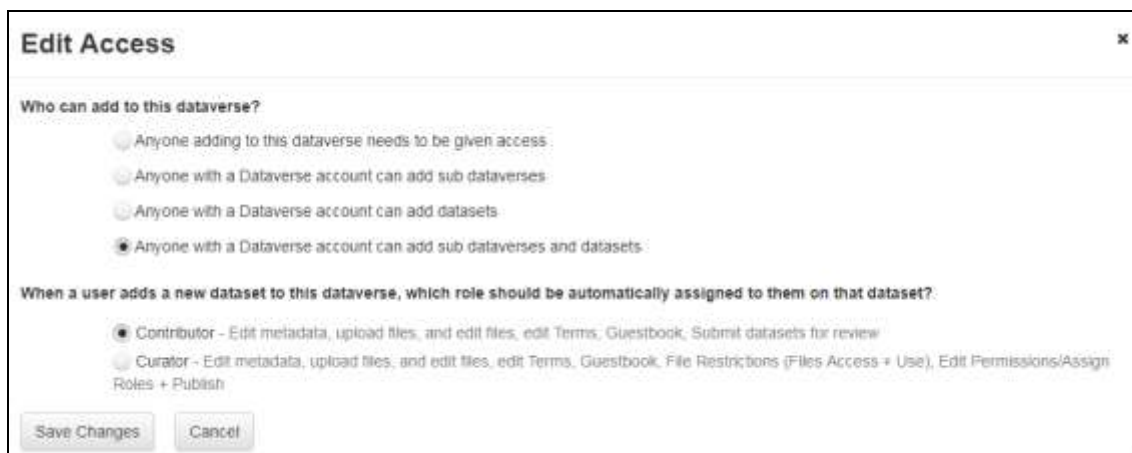 Edit Access
×
Who can add to this dataverse?
Anyone adding to this dataverse needs to be given access
Anyone with a Dataverse account can add sub dataverses
Anyone with a Dataverse account can add datasets
Anyone with a Dataverse account can add sub dataverses and datasets
When a user adds a new dataset to this dataverse, which role should be automatically assigned to them on that dataset?
Contributor - Edit metadata, upload files, and edit files, edit Terms, Guestbook, Submit datasets for review
Curator - Edit metadata, upload files, and edit files, edit Terms, Guestbook, File Restrictions (Files Access + Use), Edit Permissions/Assign
Roles + Publish
Save Changes Cancel